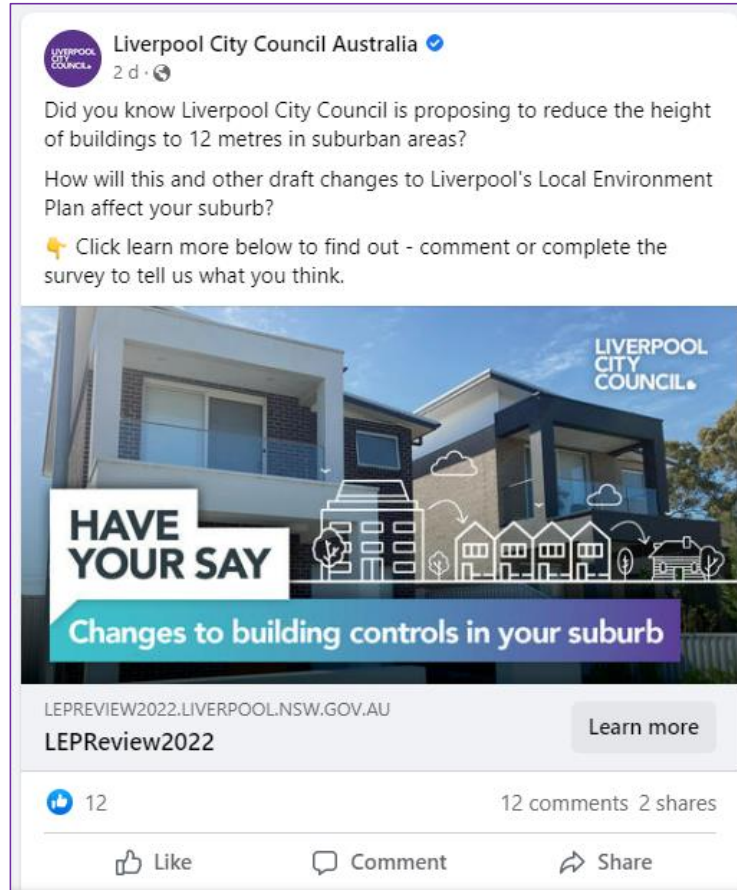 LIVERPOOL
CITY
COUNCIL
Liverpool City Council Australia
2 d ·
Did you know Liverpool City Council is proposing to reduce the height
of buildings to 12 metres in suburban areas?
How will this and other draft changes to Liverpool's Local Environment
Plan affect your suburb?
👇 Click learn more below to find out - comment or complete the
survey to tell us what you think.
LIVERPOOL
CITY
COUNCIL
HAVE
YOUR SAY
Changes to building controls in your suburb
LEPREVIEW2022.LIVERPOOL.NSW.GOV.AU
LEPReview2022
Learn more
12
12 comments 2 shares
Like Comment Share